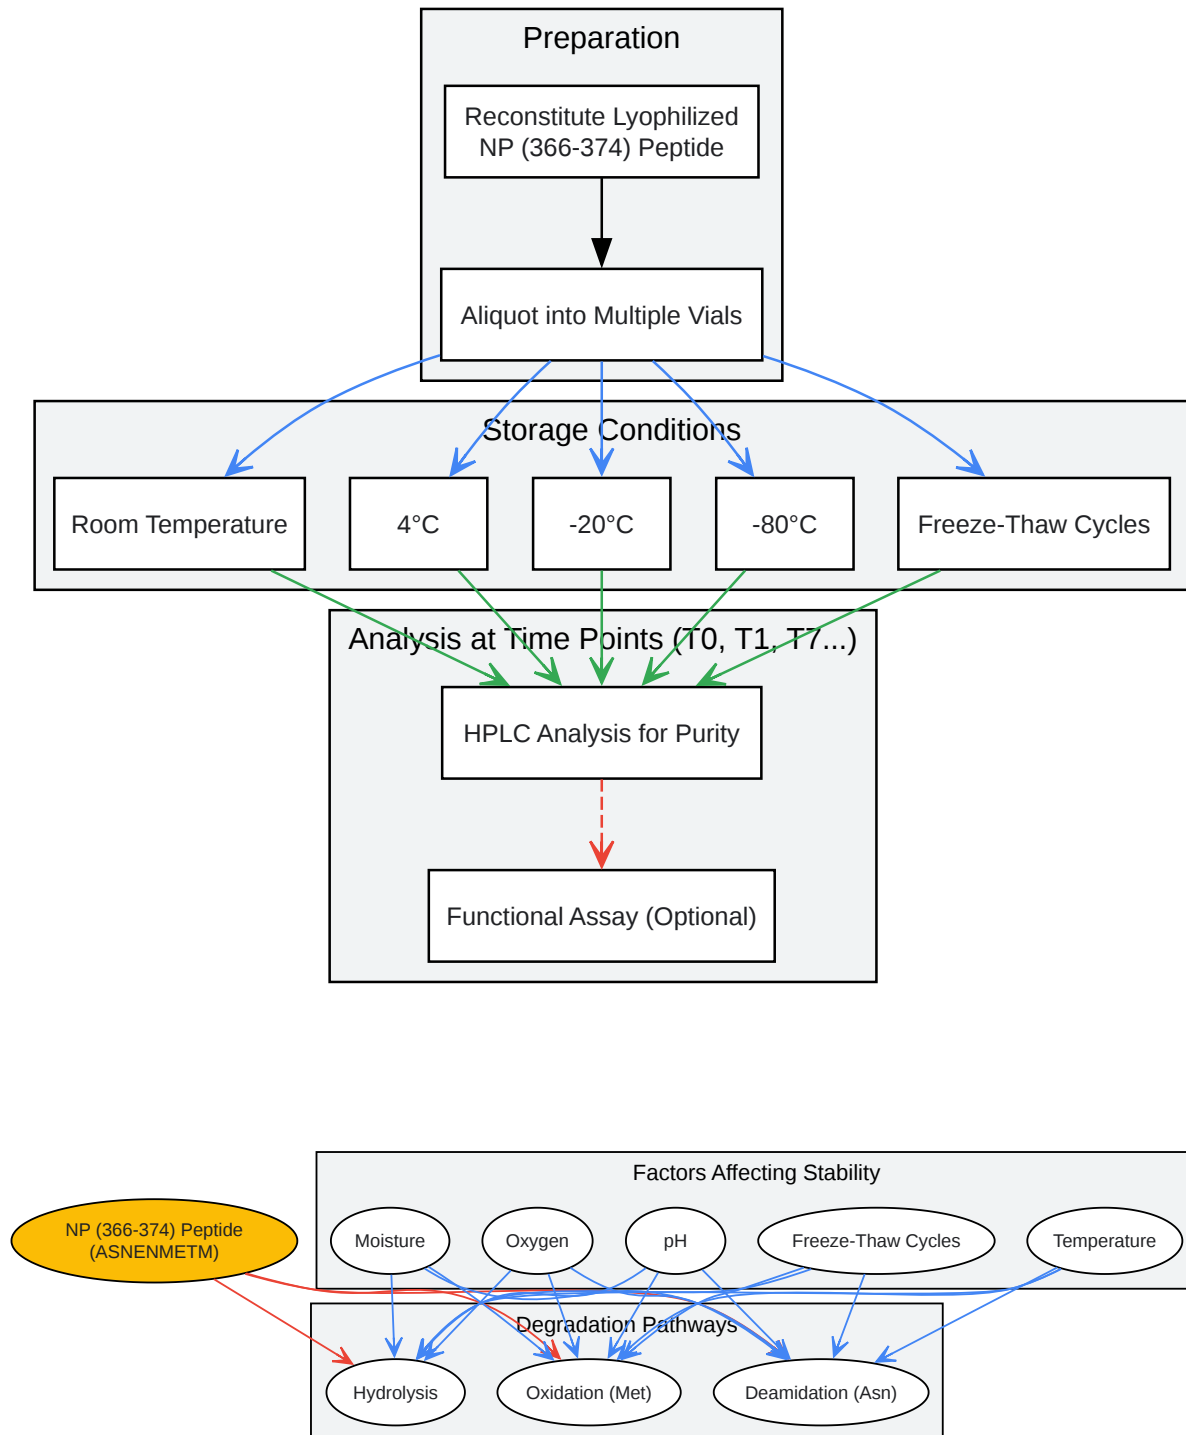 Preparation
Reconstitute Lyophilized
NP (366-374) Peptide
Aliquot into Multiple Vials
Storage Conditions
Room Temperature
4°C
-20°C
-80°C
Freeze-Thaw Cycles
Analysis at Time Points (T0, T1, T7...)
HPLC Analysis for Purity
Functional Assay (Optional)
Factors Affecting Stability
NP (366-374) Peptide
(ASNENMETM)
Moisture
Oxygen
pH
Freeze-Thaw Cycles
Temperature
Degradation Pathways
Hydrolysis
Oxidation (Met)
Deamidation (Asn)